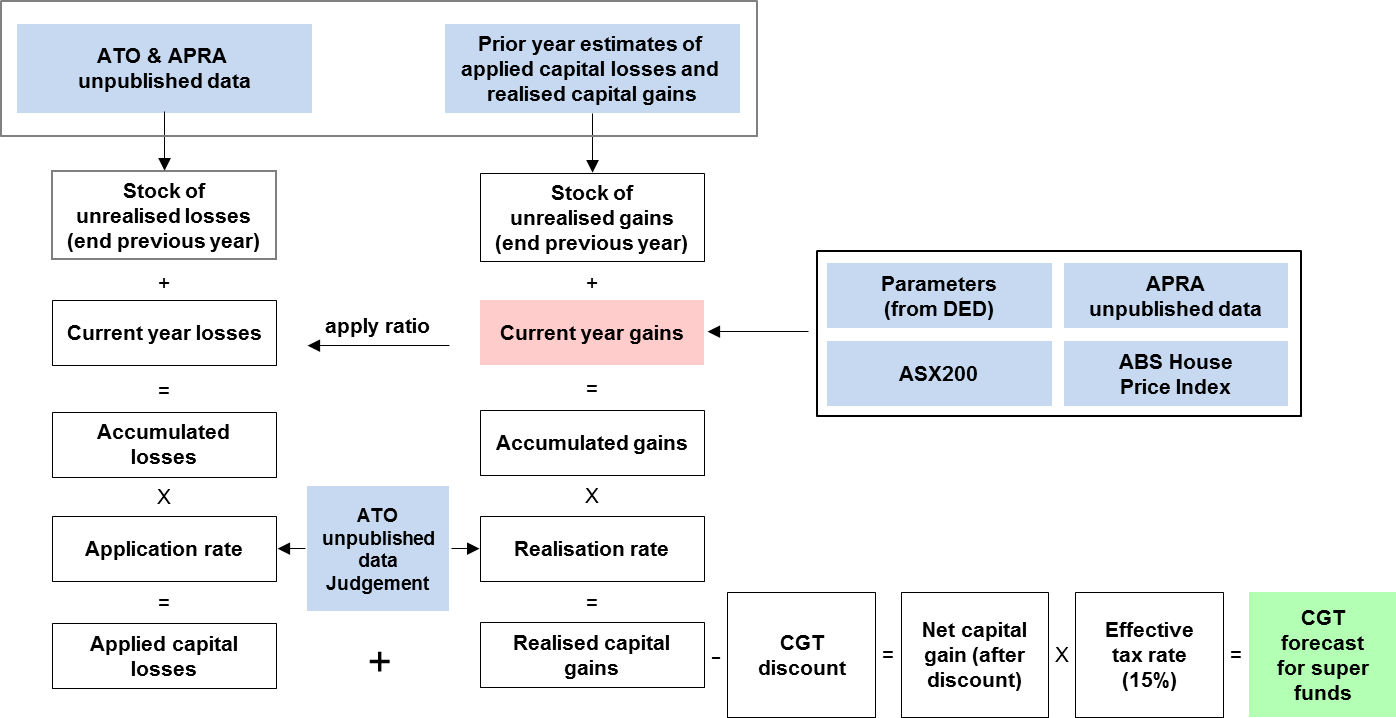 ATO & APRA
unpublished data
Prior year estimates of
applied capital losses and
realised capital gains
Stock of
unrealised losses
(end previous year)
Stock of
unrealised gains
(end previous year)
+
+
Parameters
(from DED)
APRA
unpublished data
Current year losses
apply ratio
Current year gains
ASX200
ABS House
Price Index
=
=
Accumulated
losses
Accumulated gains
X
X
ATO
unpublished
data
Judgement
Application rate
Realisation rate
=
=
Applied capital
losses
+
Realised capital
gains
-
CGT
discount
=
Net capital
gain (after
discount)
X
Effective
tax rate
(15%)
=
CGT
forecast
for super
funds